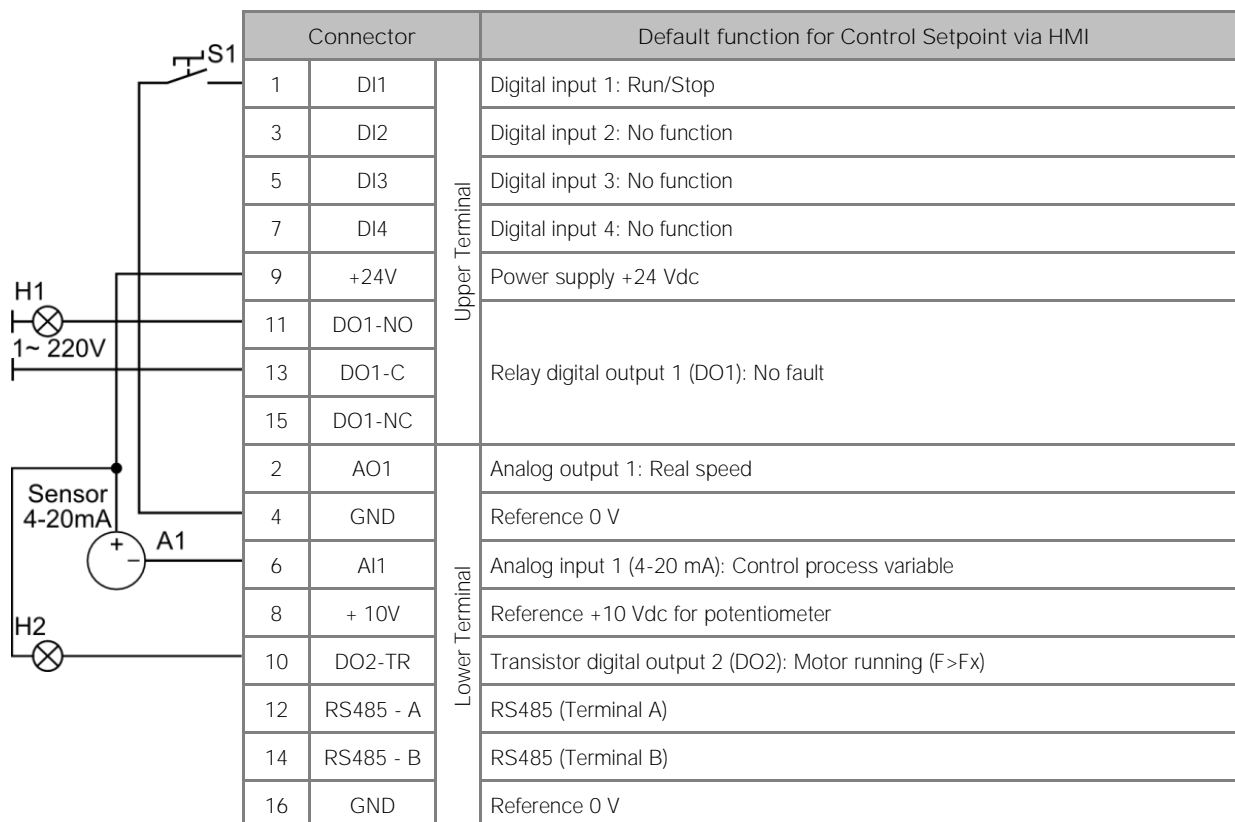 Connector Default function for Control Setpoint via HMI
S1
1 DI1 Digital input 1: Run/Stop
3 DI2 Digital input 2: No function
5 DI3 Digital input 3: No function
7 DI4 Digital input 4: No function
Upper Terminal
9 +24V Power supply +24 Vdc
H1
11 DO1-NO
1~ 220V
13 DO1-C Relay digital output 1 (DO1): No fault
15 DO1-NC
2 AO1 Analog output 1: Real speed
Sensor
4-20mA
4 GND Reference 0 V
+ − A1
6 AI1 Analog input 1 (4-20 mA): Control process variable
Lower Terminal
8 + 10V Reference +10 Vdc for potentiometer
H2
10 DO2-TR Transistor digital output 2 (DO2): Motor running (F>Fx)
12 RS485 - A RS485 (Terminal A)
14 RS485 - B RS485 (Terminal B)
16 GND Reference 0 V